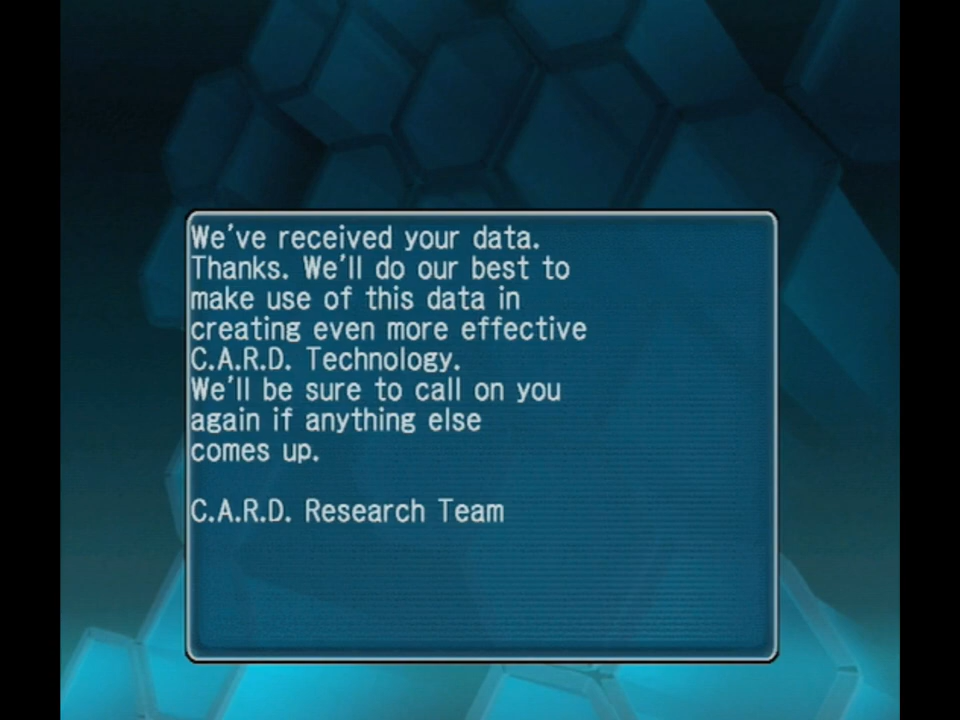 We've received your data.
Thanks. We'll do our best to
make use of this data in
creating even more effective
C.A.R.D. Technology.
We'll be sure to call on you
again if anything else
comes up.
C.A.R.D. Research Team